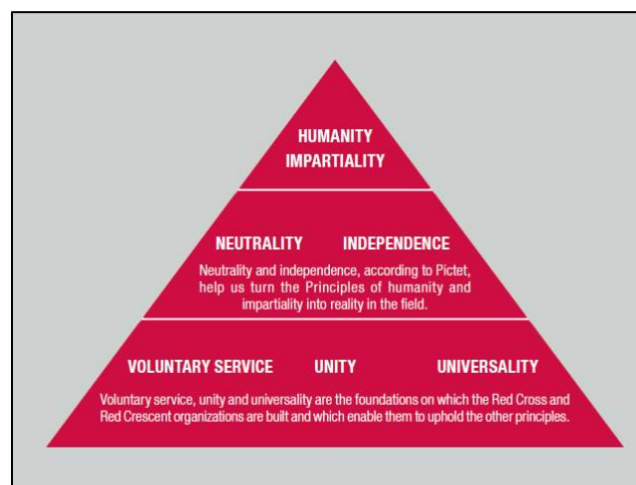 HUMANITY
IMPARTIALITY
NEUTRALITY INDEPENDENCE
Neutrality and independence, according to Pictet,
help us turn the Principles of humanity and
impartiality into reality in the field.
VOLUNTARY SERVICE UNITY UNIVERSALITY
Voluntary service, unity and universality are the foundations on which the Red Cross and
Red Crescent organizations are built and which enable them to uphold the other principles.